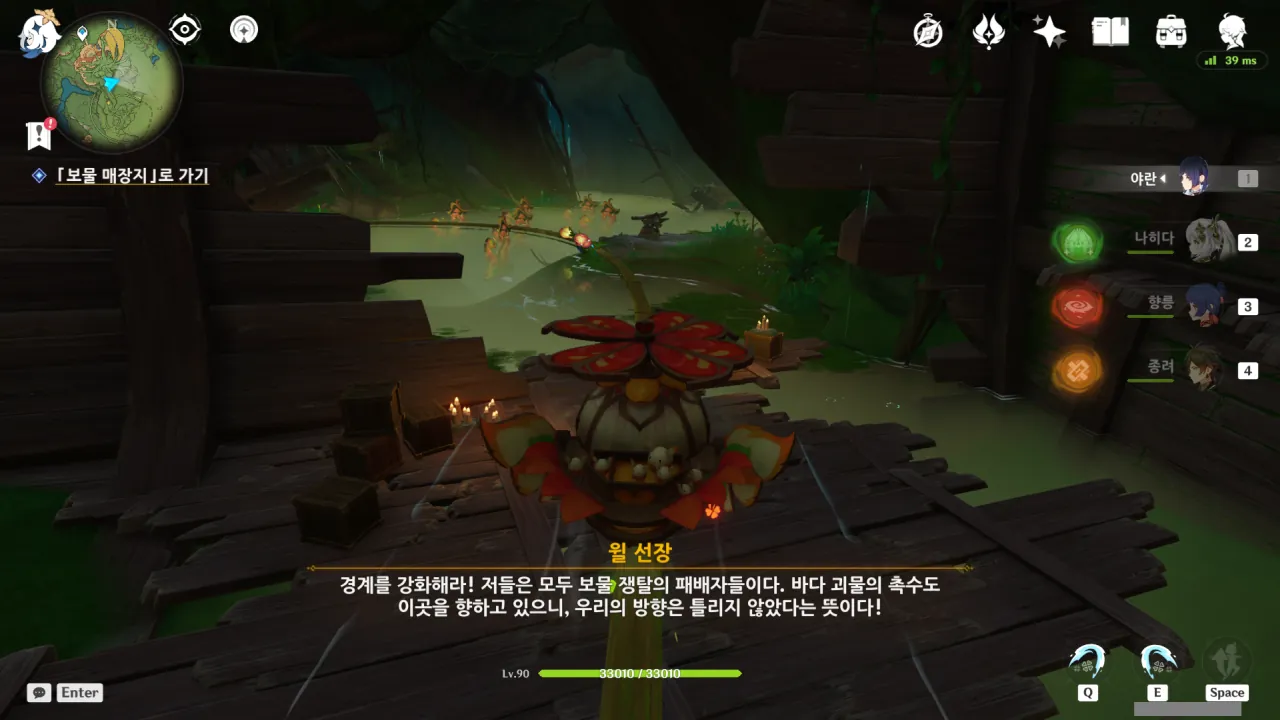 N
39 ms
「보물 매장지」로 가기
야란
1
나히다
2
향릉
3
종려
4
윌 선장
경계를 강화해라! 저들은 모두 보물 쟁탈의 패배자들이다. 바다 괴물의 촉수도
이곳을 향하고 있으니, 우리의 방향은 틀리지 않았다는 뜻이다!
Lv.90
33010 / 33010
Enter
Q
E
Space